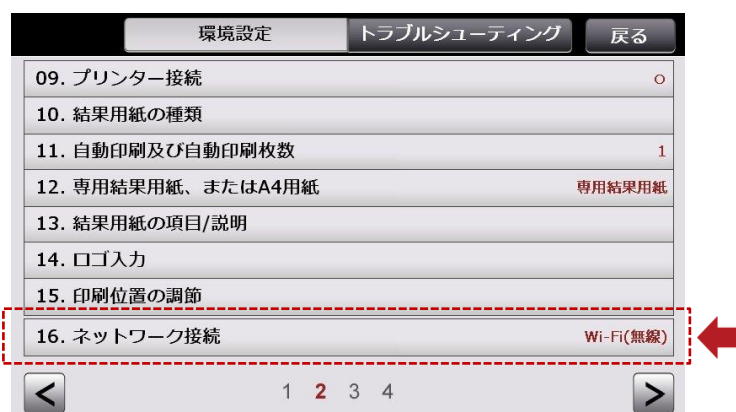 環境設定 トラブルシューティング 戻る
09. プリンター接続 O
10. 結果用紙の種類
11. 自動印刷及び自動印刷枚数 1
12. 専用結果用紙、またはA4用紙 専用結果用紙
13. 結果用紙の項目/説明
14. ロゴ入力
15. 印刷位置の調節
16. ネットワーク接続 Wi-Fi(無線)
< 1 2 3 4 >